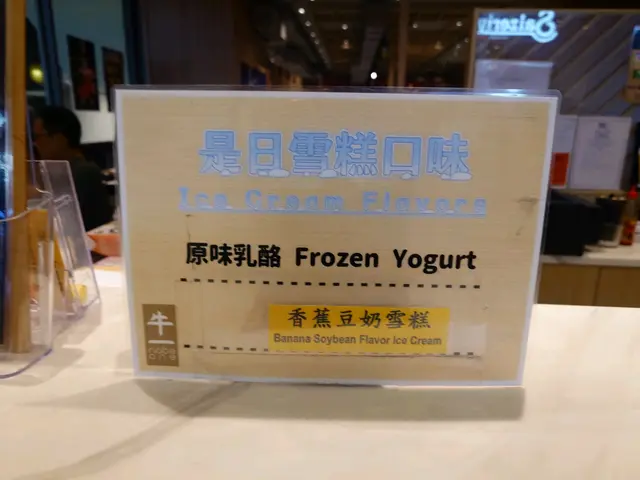 是日雪糕口味
Ice Cream Flavors
原味乳酪 Frozen Yogurt
香蕉豆奶雪糕
Banana Soybean Flavor Ice Cream
牛一